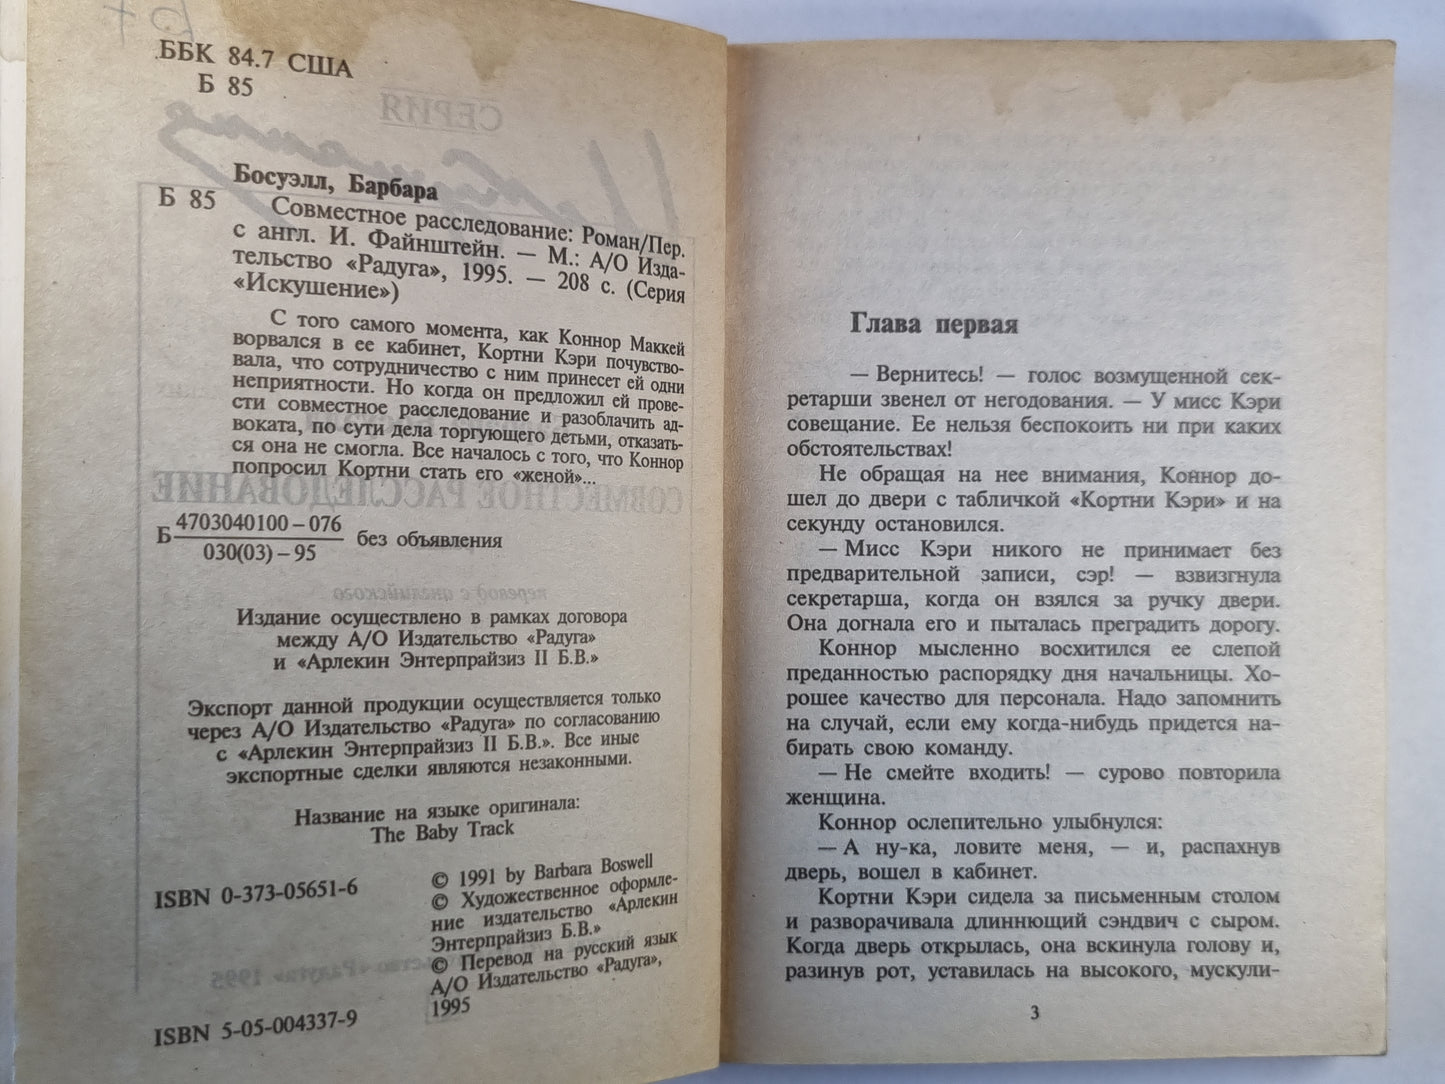 ББК 84.7 США
Б 85
СЕРИЯ
Босуэлл, Барбара
Б 85 Совместное расследование: Роман/Пер.
с англ. И. Файнштейн. — М.: А/О Изда-
тельство «Радуга», 1995. — 208 с. (Серия
«Искушение»)
С того самого момента, как Коннор Маккей
ворвался в ее кабинет, Кортни Кэри почувство-
вала, что сотрудничество с ним принесет ей одни
неприятности. Но когда он предложил ей прове-
сти совместное расследование и разоблачить ад-
воката, по сути дела торгующего детьми, отказать-
ся она не смогла. Все началось с того, что Коннор
попросил Кортни стать его «женой»...
СОВМЕСТНОЕ РАССЛЕДОВАНИЕ
Б 4703040100 – 076
030(03) – 95
без объявления
перевод с английского
Издание осуществлено в рамках договора
между А/О Издательство «Радуга»
и «Арлекин Энтерпрайзиз II Б.В.»
Экспорт данной продукции осуществляется только
через А/О Издательство «Радуга» по согласованию
с «Арлекин Энтерпрайзиз II Б.В.». Все иные
экспортные сделки являются незаконными.
Название на языке оригинала:
The Baby Track
ISBN 0-373-05651-6
© 1991 by Barbara Boswell
© Художественное оформле-
ние издательство «Арлекин
Энтерпрайзиз Б.В.»
© Перевод на русский язык
А/О Издательство «Радуга»,
1995
ISBN 5-05-004337-9
Глава первая
— Вернитесь! — голос возмущенной сек-
ретарши звенел от негодования. — У мисс Кэри
совещание. Ее нельзя беспокоить ни при каких
обстоятельствах!
Не обращая на нее внимания, Коннор до-
шел до двери с табличкой «Кортни Кэри» и на
секунду остановился.
— Мисс Кэри никого не принимает без
предварительной записи, сэр! — взвизгнула
секретарша, когда он взялся за ручку двери.
Она догнала его и пыталась преградить дорогу.
Коннор мысленно восхитился ее слепой
преданностью распорядку дня начальницы. Хо-
рошее качество для персонала. Надо запомнить
на случай, если ему когда-нибудь придется на-
бирать свою команду.
— Не смейте входить! — сурово повторила
женщина.
Коннор ослепительно улыбнулся:
— А ну-ка, ловите меня, — и, распахнув
дверь, вошел в кабинет.
Кортни Кэри сидела за письменным столом
и разворачивала длиннющий сэндвич с сыром.
Когда дверь открылась, она вскинула голову и,
разинув рот, уставилась на высокого, мускули-
3